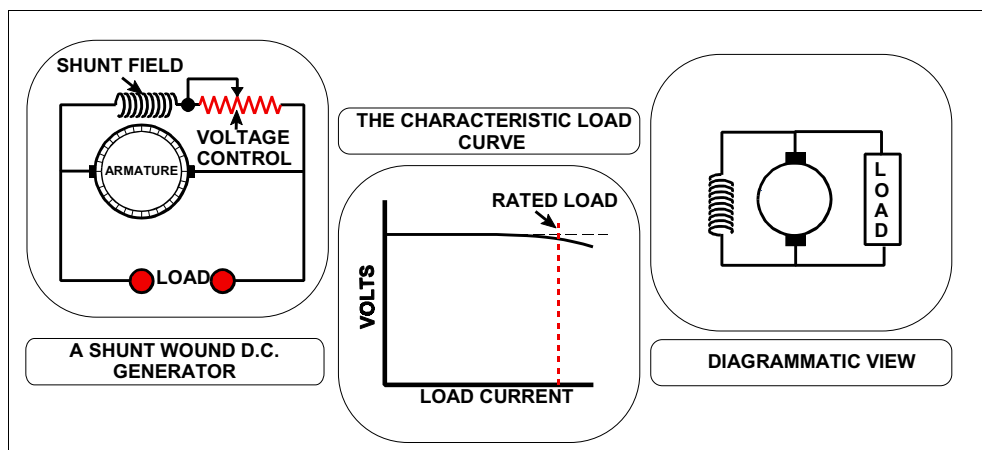 SHUNT FIELD
VOLTAGE
CONTROL
ARMATURE
LOAD
A SHUNT WOUND D.C.
GENERATOR
THE CHARACTERISTIC LOAD
CURVE
RATED LOAD
VOLTS
LOAD CURRENT
LOAD
DIAGRAMMATIC VIEW